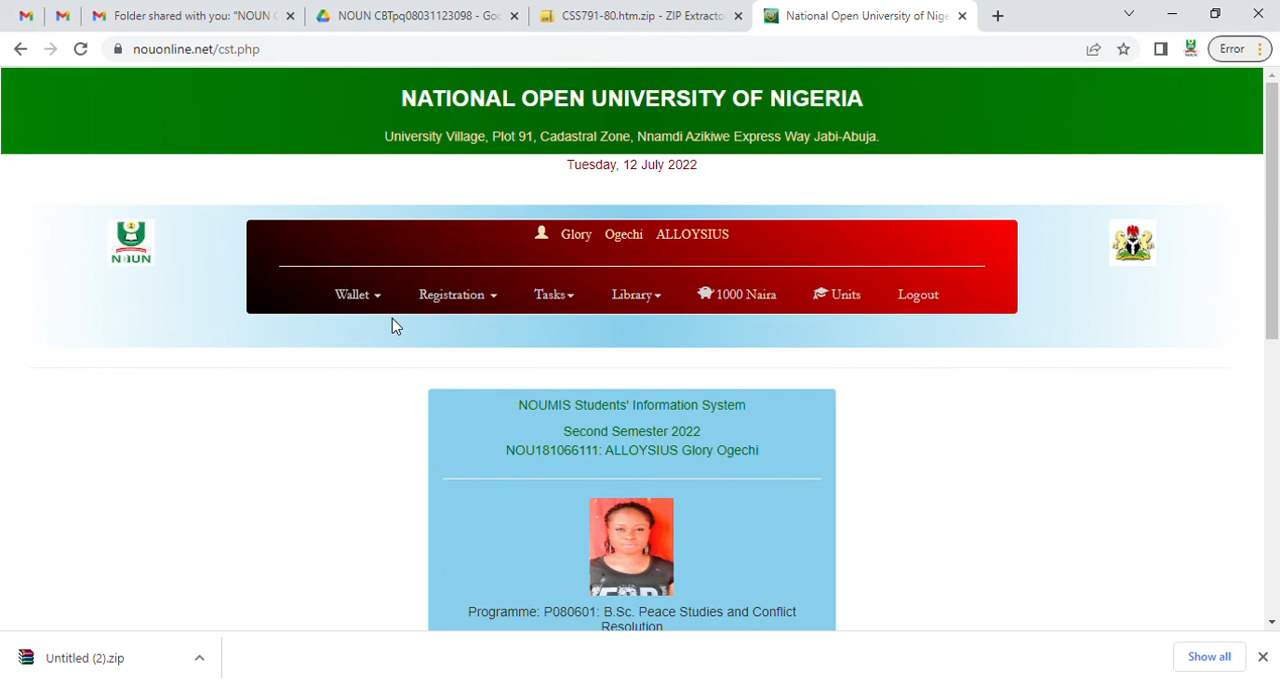 Folder shared with you: "NOUN C
NOUN CBTpq08031123098 - Goo
CSS791-80.htm.zip - ZIP Extracto
National Open University of Nige
nouonline.net/cst.php
Error
NATIONAL OPEN UNIVERSITY OF NIGERIA
University Village, Plot 91, Cadastral Zone, Nnamdi Azikiwe Express Way Jabi-Abuja.
Tuesday, 12 July 2022
NOUN
Glory Ogechi ALLOYSIUS
Wallet Registration Tasks Library 1000 Naira Units Logout
NOUMIS Students' Information System
Second Semester 2022
NOU181066111: ALLOYSIUS Glory Ogechi
Programme: P080601: B.Sc. Peace Studies and Conflict
Resolution
Untitled (2).zip
Show all